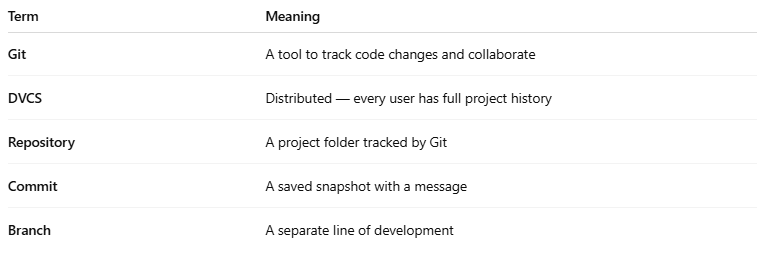 Term Meaning
Git A tool to track code changes and collaborate
DVCS Distributed — every user has full project history
Repository A project folder tracked by Git
Commit A saved snapshot with a message
Branch A separate line of development